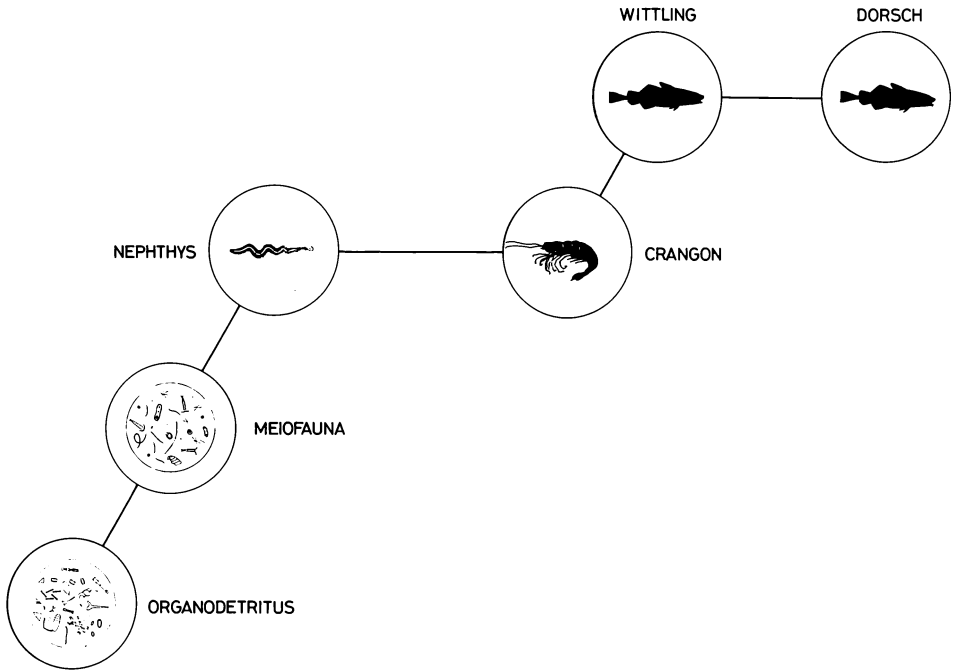 WITTLING
DORSCH
NEPHTHYS
CRANGON
MEIOFAUNA
ORGANODETRITUS